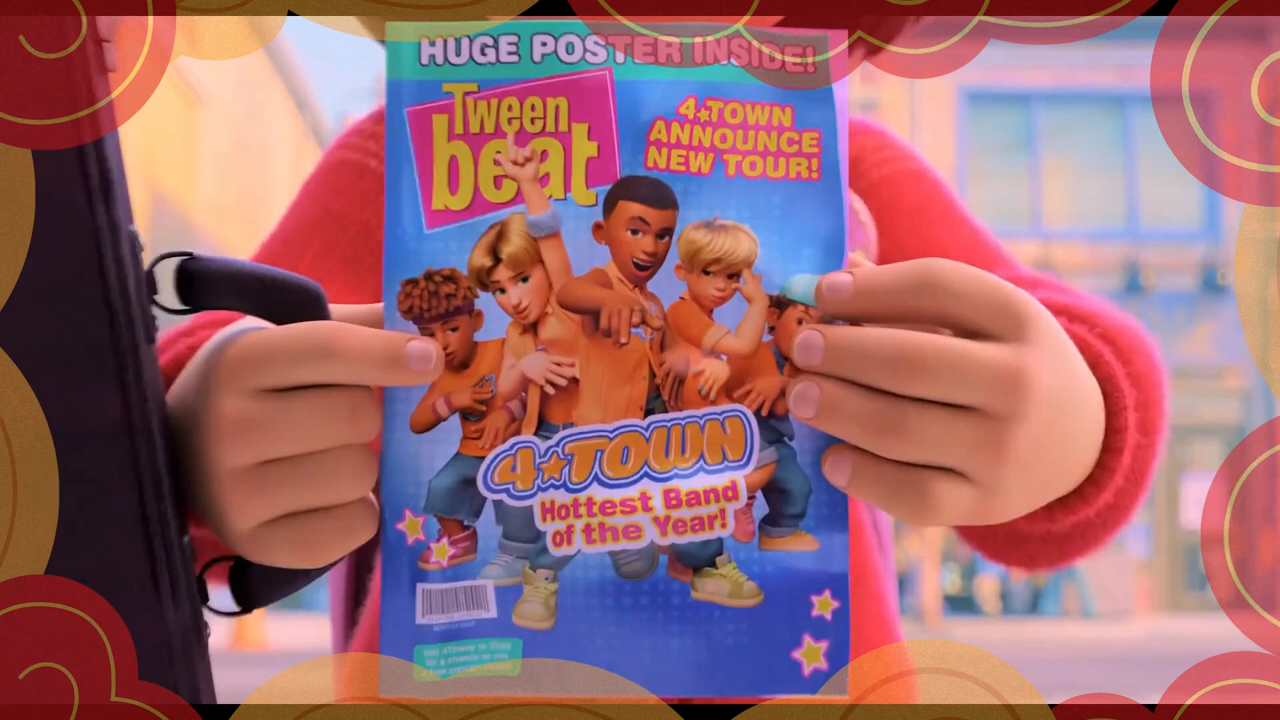 HUGE POSTER INSIDE!
Tween
beat
4★TOWN
ANNOUNCE
NEW TOUR!
4★TOWN
Hottest Band
of the Year!